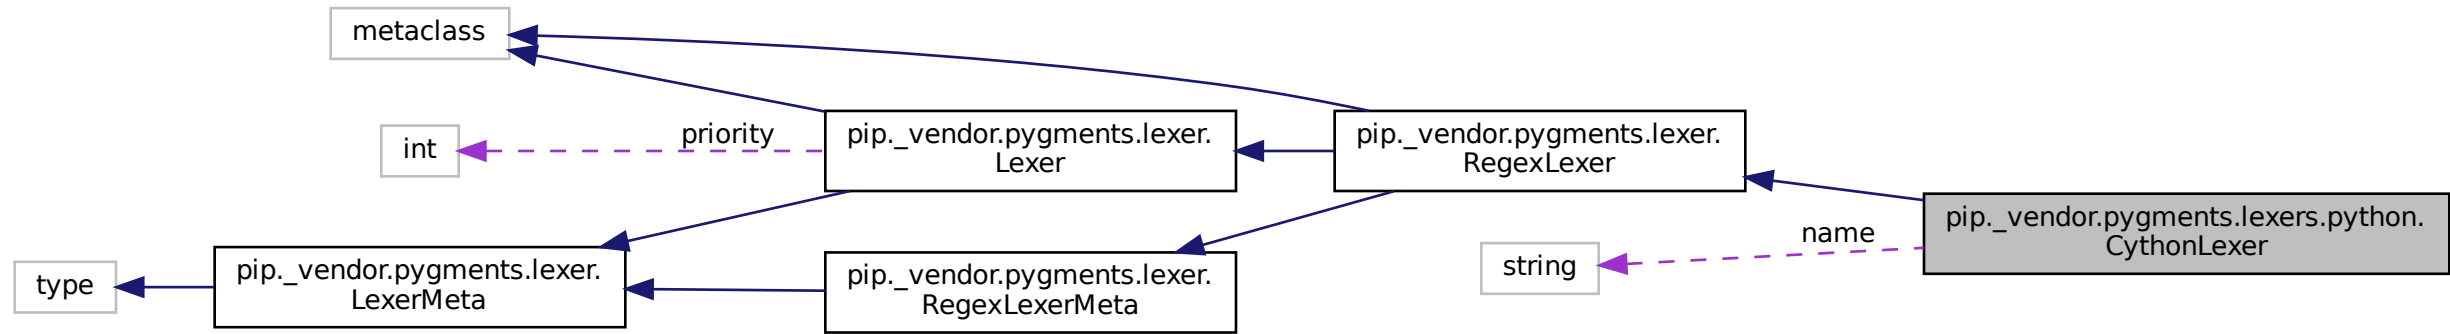 metaclass
int
priority
pip._vendor.pygments.lexer.
Lexer
pip._vendor.pygments.lexer.
RegexLexer
type
pip._vendor.pygments.lexer.
LexerMeta
pip._vendor.pygments.lexer.
RegexLexerMeta
string
name
pip._vendor.pygments.lexers.python.
CythonLexer